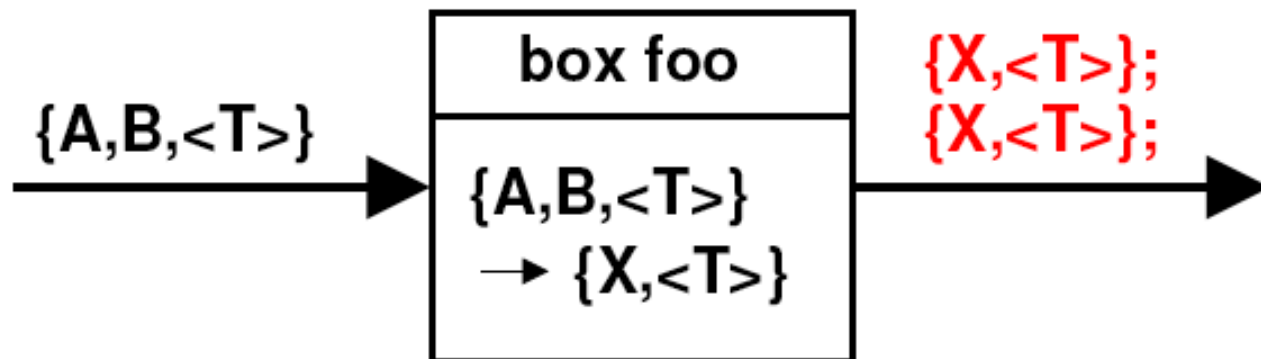 {A,B,<T>}
box foo
{A,B,<T>}
→ {X,<T>}
{X,<T>};
{X,<T>};